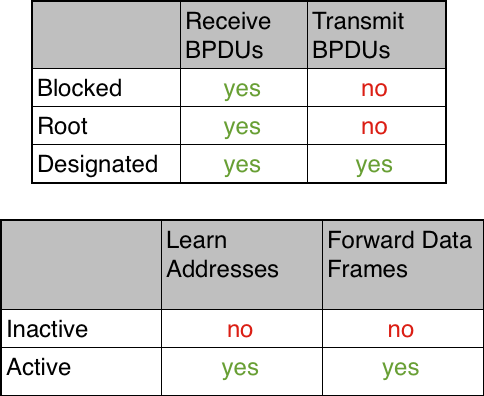 Receive Transmit
BPDUs BPDUs
Blocked yes no
Root yes no
Designated yes yes
Learn Forward Data
Addresses Frames
Inactive no no
Active yes yes